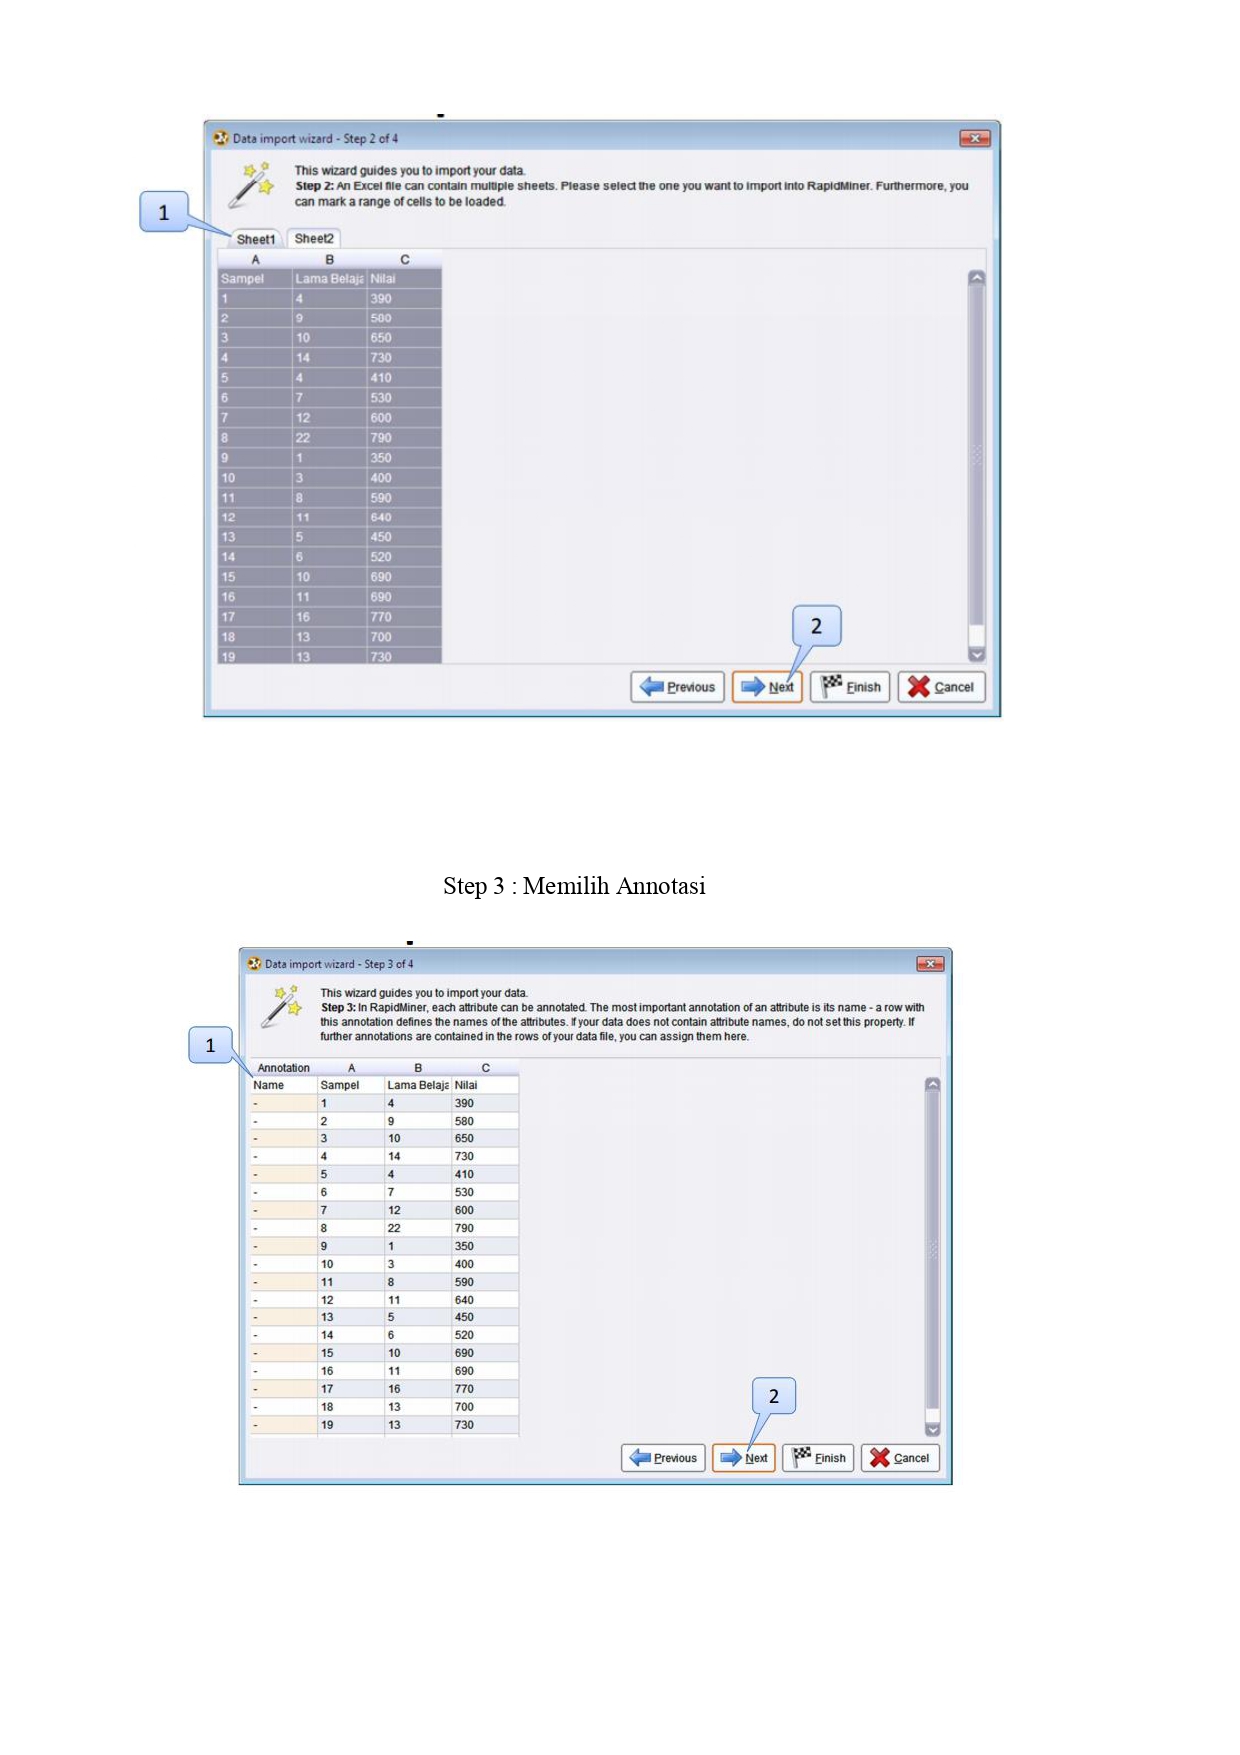 Data import wizard - Step 2 of 4
This wizard guides you to import your data.
Step 2: An Excel file can contain multiple sheets. Please select the one you want to import into RapidMiner. Furthermore, you
can mark a range of cells to be loaded.
1
Sheet1 Sheet2
A B C
Sampel Lama Belaja Nilai
1 4 390
2 9 580
3 10 650
4 14 730
5 4 410
6 7 530
7 12 600
8 22 790
9 1 350
10 3 400
11 8 590
12 11 640
13 5 450
14 6 520
15 10 690
16 11 690
17 16 770
18 13 700
19 13 730
2
Previous Next Finish Cancel
Step 3 : Memilih Annotasi
Data import wizard - Step 3 of 4
This wizard guides you to import your data.
Step 3: In RapidMiner, each attribute can be annotated. The most important annotation of an attribute is its name - a row with
this annotation defines the names of the attributes. If your data does not contain attribute names, do not set this property. If
further annotations are contained in the rows of your data file, you can assign them here.
1
Annotation A B C
Name Sampel Lama Belaja Nilai
- 1 4 390
- 2 9 580
- 3 10 650
- 4 14 730
- 5 4 410
- 6 7 530
- 7 12 600
- 8 22 790
- 9 1 350
- 10 3 400
- 11 8 590
- 12 11 640
- 13 5 450
- 14 6 520
- 15 10 690
- 16 11 690
- 17 16 770
- 18 13 700
- 19 13 730
2
Previous Next Finish Cancel